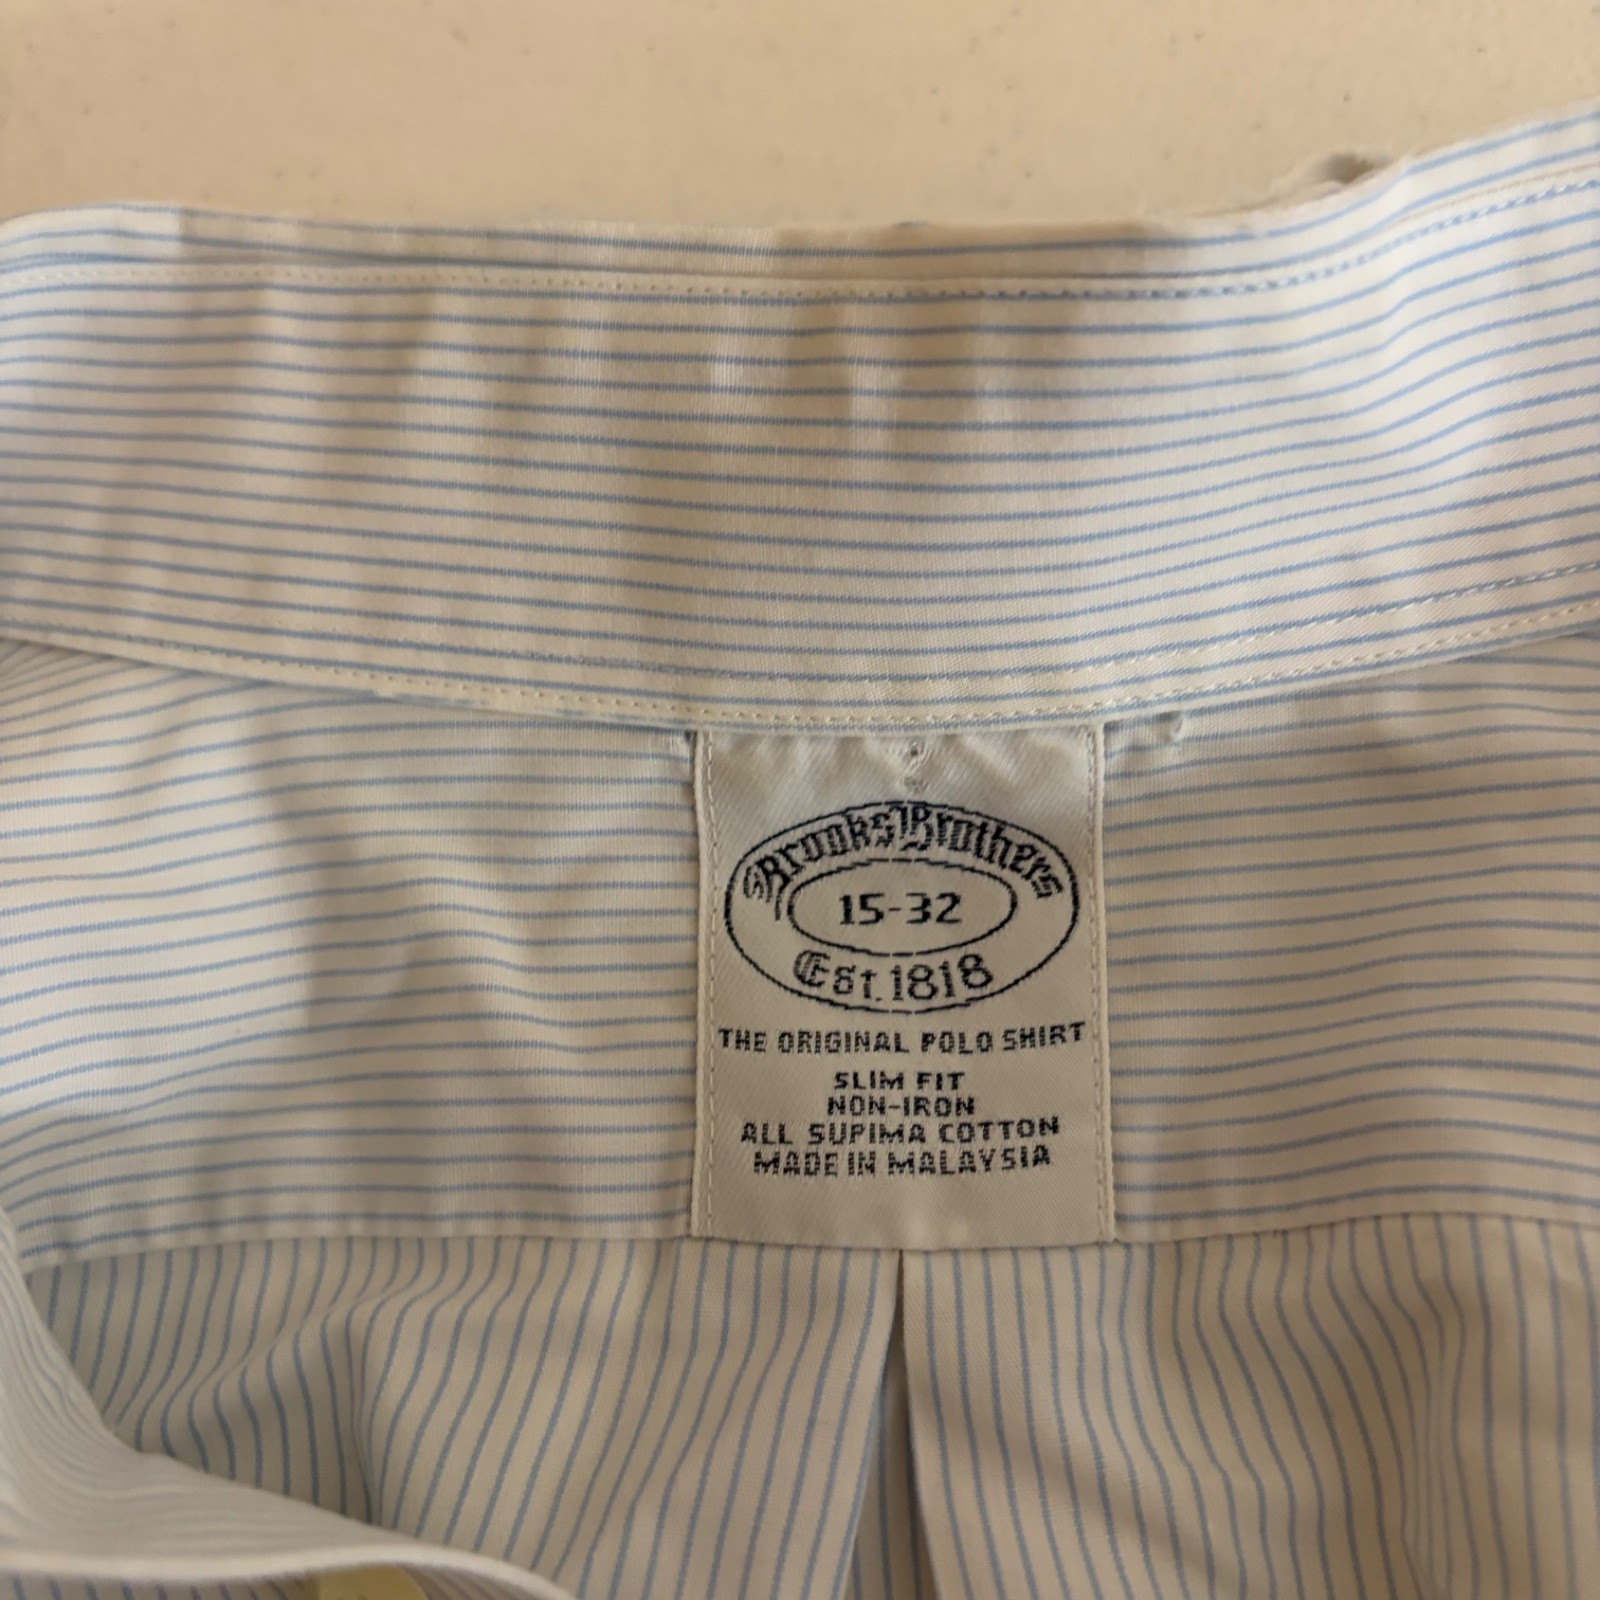 Brooks Brothers
15-32
Est. 1818
THE ORIGINAL POLO SHIRT
SLIM FIT
NON-IRON
ALL SUPIMA COTTON
MADE IN MALAYSIA